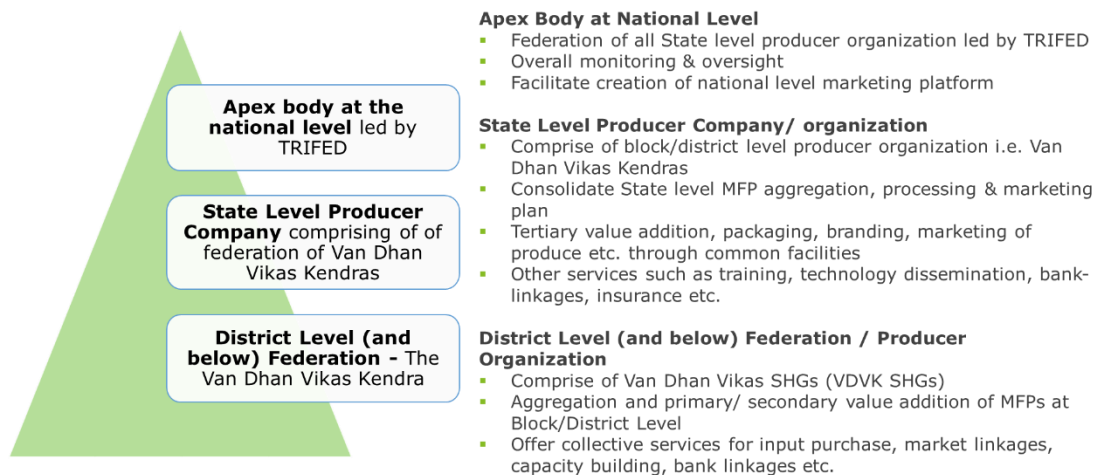 Apex body at the
national level led by
TRIFED
State Level Producer
Company comprising of of
federation of Van Dhan
Vikas Kendras
District Level (and
below) Federation - The
Van Dhan Vikas Kendra
Apex Body at National Level
▪ Federation of all State level producer organization led by TRIFED
▪ Overall monitoring & oversight
▪ Facilitate creation of national level marketing platform
State Level Producer Company/ organization
▪ Comprise of block/district level producer organization i.e. Van
Dhan Vikas Kendras
▪ Consolidate State level MFP aggregation, processing & marketing
plan
▪ Tertiary value addition, packaging, branding, marketing of
produce etc. through common facilities
▪ Other services such as training, technology dissemination, bank-
linkages, insurance etc.
District Level (and below) Federation / Producer
Organization
▪ Comprise of Van Dhan Vikas SHGs (VDVK SHGs)
▪ Aggregation and primary/ secondary value addition of MFPs at
Block/District Level
▪ Offer collective services for input purchase, market linkages,
capacity building, bank linkages etc.